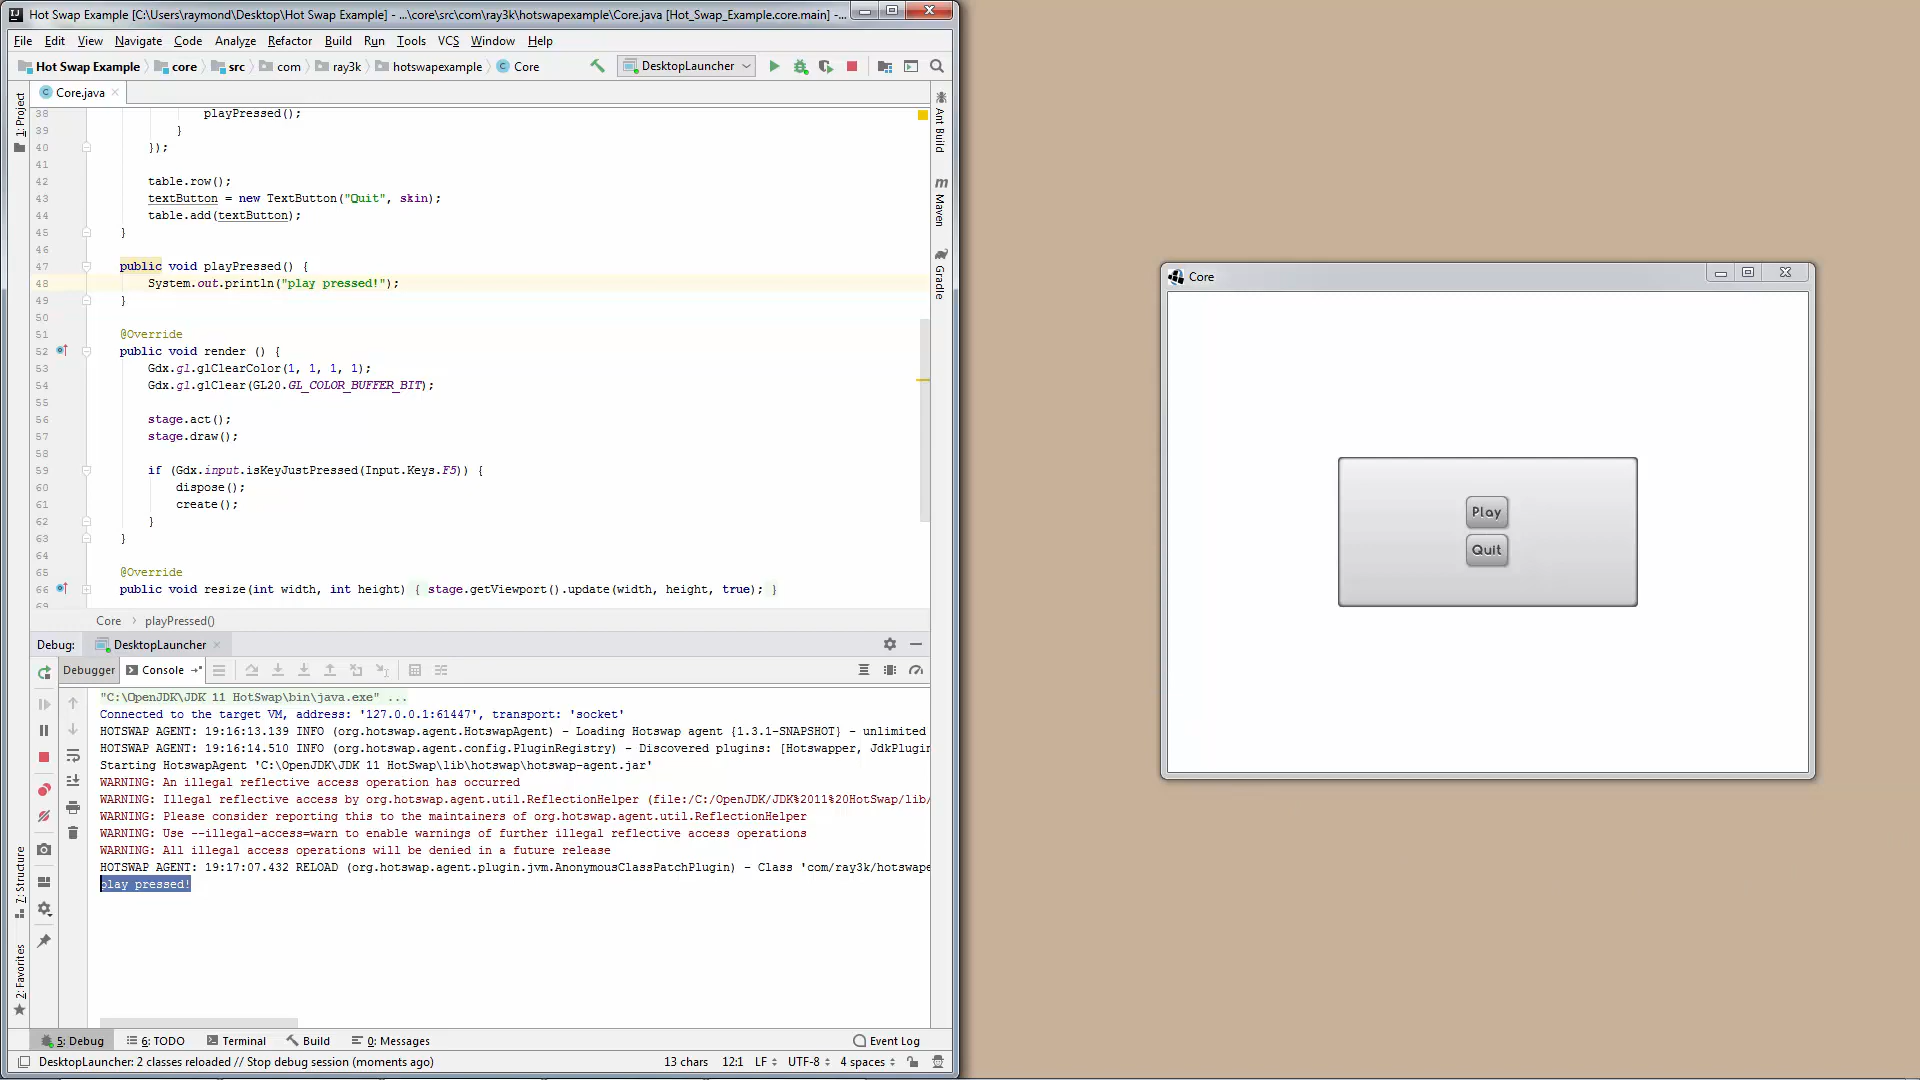 Hot Swap Example [C:\Users\raymond\Desktop\Hot Swap Example] - ...\core\src\com\ray3k\hotswapexample\Core.java [Hot_Swap_Example.core.main] -...
File Edit View Navigate Code Analyze Refactor Build Run Tools VCS Window Help
Hot Swap Example core src com ray3k hotswapexample Core DesktopLauncher
Core.java
38 playPressed();
39 }
40 });
41
42 table.row();
43 textButton = new TextButton("Quit", skin);
44 table.add(textButton);
45 }
46
47 public void playPressed() {
48 System.out.println("play pressed!");
49 }
50
51 @Override
52 public void render () {
53 Gdx.gl.glClearColor(1, 1, 1, 1);
54 Gdx.gl.glClear(GL20.GL_COLOR_BUFFER_BIT);
55
56 stage.act();
57 stage.draw();
58
59 if (Gdx.input.isKeyJustPressed(Input.Keys.F5)) {
60 dispose();
61 create();
62 }
63 }
64
65 @Override
66 public void resize(int width, int height) { stage.getViewport().update(width, height, true); }
69
Core playPressed()
1: Project
7: Structure
2: Favorites
Ant Build
Maven
Gradle
Debug: DesktopLauncher
Debugger Console
"C:\OpenJDK\JDK 11 HotSwap\bin\java.exe" ...
Connected to the target VM, address: '127.0.0.1:61447', transport: 'socket'
HOTSWAP AGENT: 19:16:13.139 INFO (org.hotswap.agent.HotswapAgent) - Loading Hotswap agent {1.3.1-SNAPSHOT} - unlimited
HOTSWAP AGENT: 19:16:14.510 INFO (org.hotswap.agent.config.PluginRegistry) - Discovered plugins: [Hotswapper, JdkPlugin
Starting HotswapAgent 'C:\OpenJDK\JDK 11 HotSwap\lib\hotswap\hotswap-agent.jar'
WARNING: An illegal reflective access operation has occurred
WARNING: Illegal reflective access by org.hotswap.agent.util.ReflectionHelper (file:/C:/OpenJDK/JDK%2011%20HotSwap/lib/
WARNING: Please consider reporting this to the maintainers of org.hotswap.agent.util.ReflectionHelper
WARNING: Use --illegal-access=warn to enable warnings of further illegal reflective access operations
WARNING: All illegal access operations will be denied in a future release
HOTSWAP AGENT: 19:17:07.432 RELOAD (org.hotswap.agent.plugin.jvm.AnonymousClassPatchPlugin) - Class 'com/ray3k/hotswape
play pressed!
5: Debug 6: TODO Terminal Build 0: Messages Event Log
DesktopLauncher: 2 classes reloaded // Stop debug session (moments ago) 13 chars 12:1 LF UTF-8 4 spaces
Core
Play
Quit